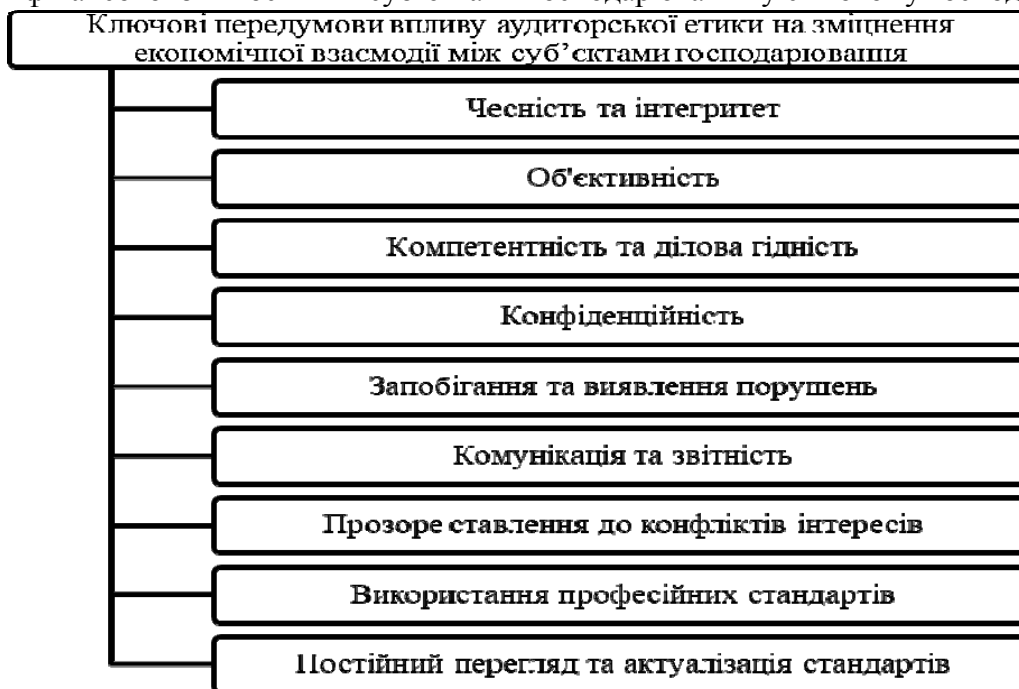 Ключові передумови впливу аудиторської етики на зміцнення
економічної взаємодії між суб’єктами господарювання
Чесність та інтегритет
Об'єктивність
Компетентність та ділова гідність
Конфіденційність
Запобігання та виявлення порушень
Комунікація та звітність
Прозоре ставлення до конфліктів інтересів
Використання професійних стандартів
Постійний перегляд та актуалізація стандартів